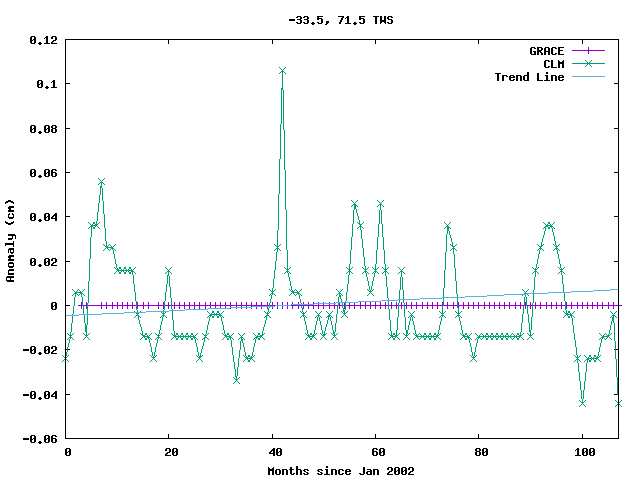 -33.5, 71.5 TWS
GRACE
CLM
Trend Line
0.12
0.1
0.08
0.06
0.04
0.02
0
-0.02
-0.04
-0.06
Anomaly (cm)
0 20 40 60 80 100
Months since Jan 2002